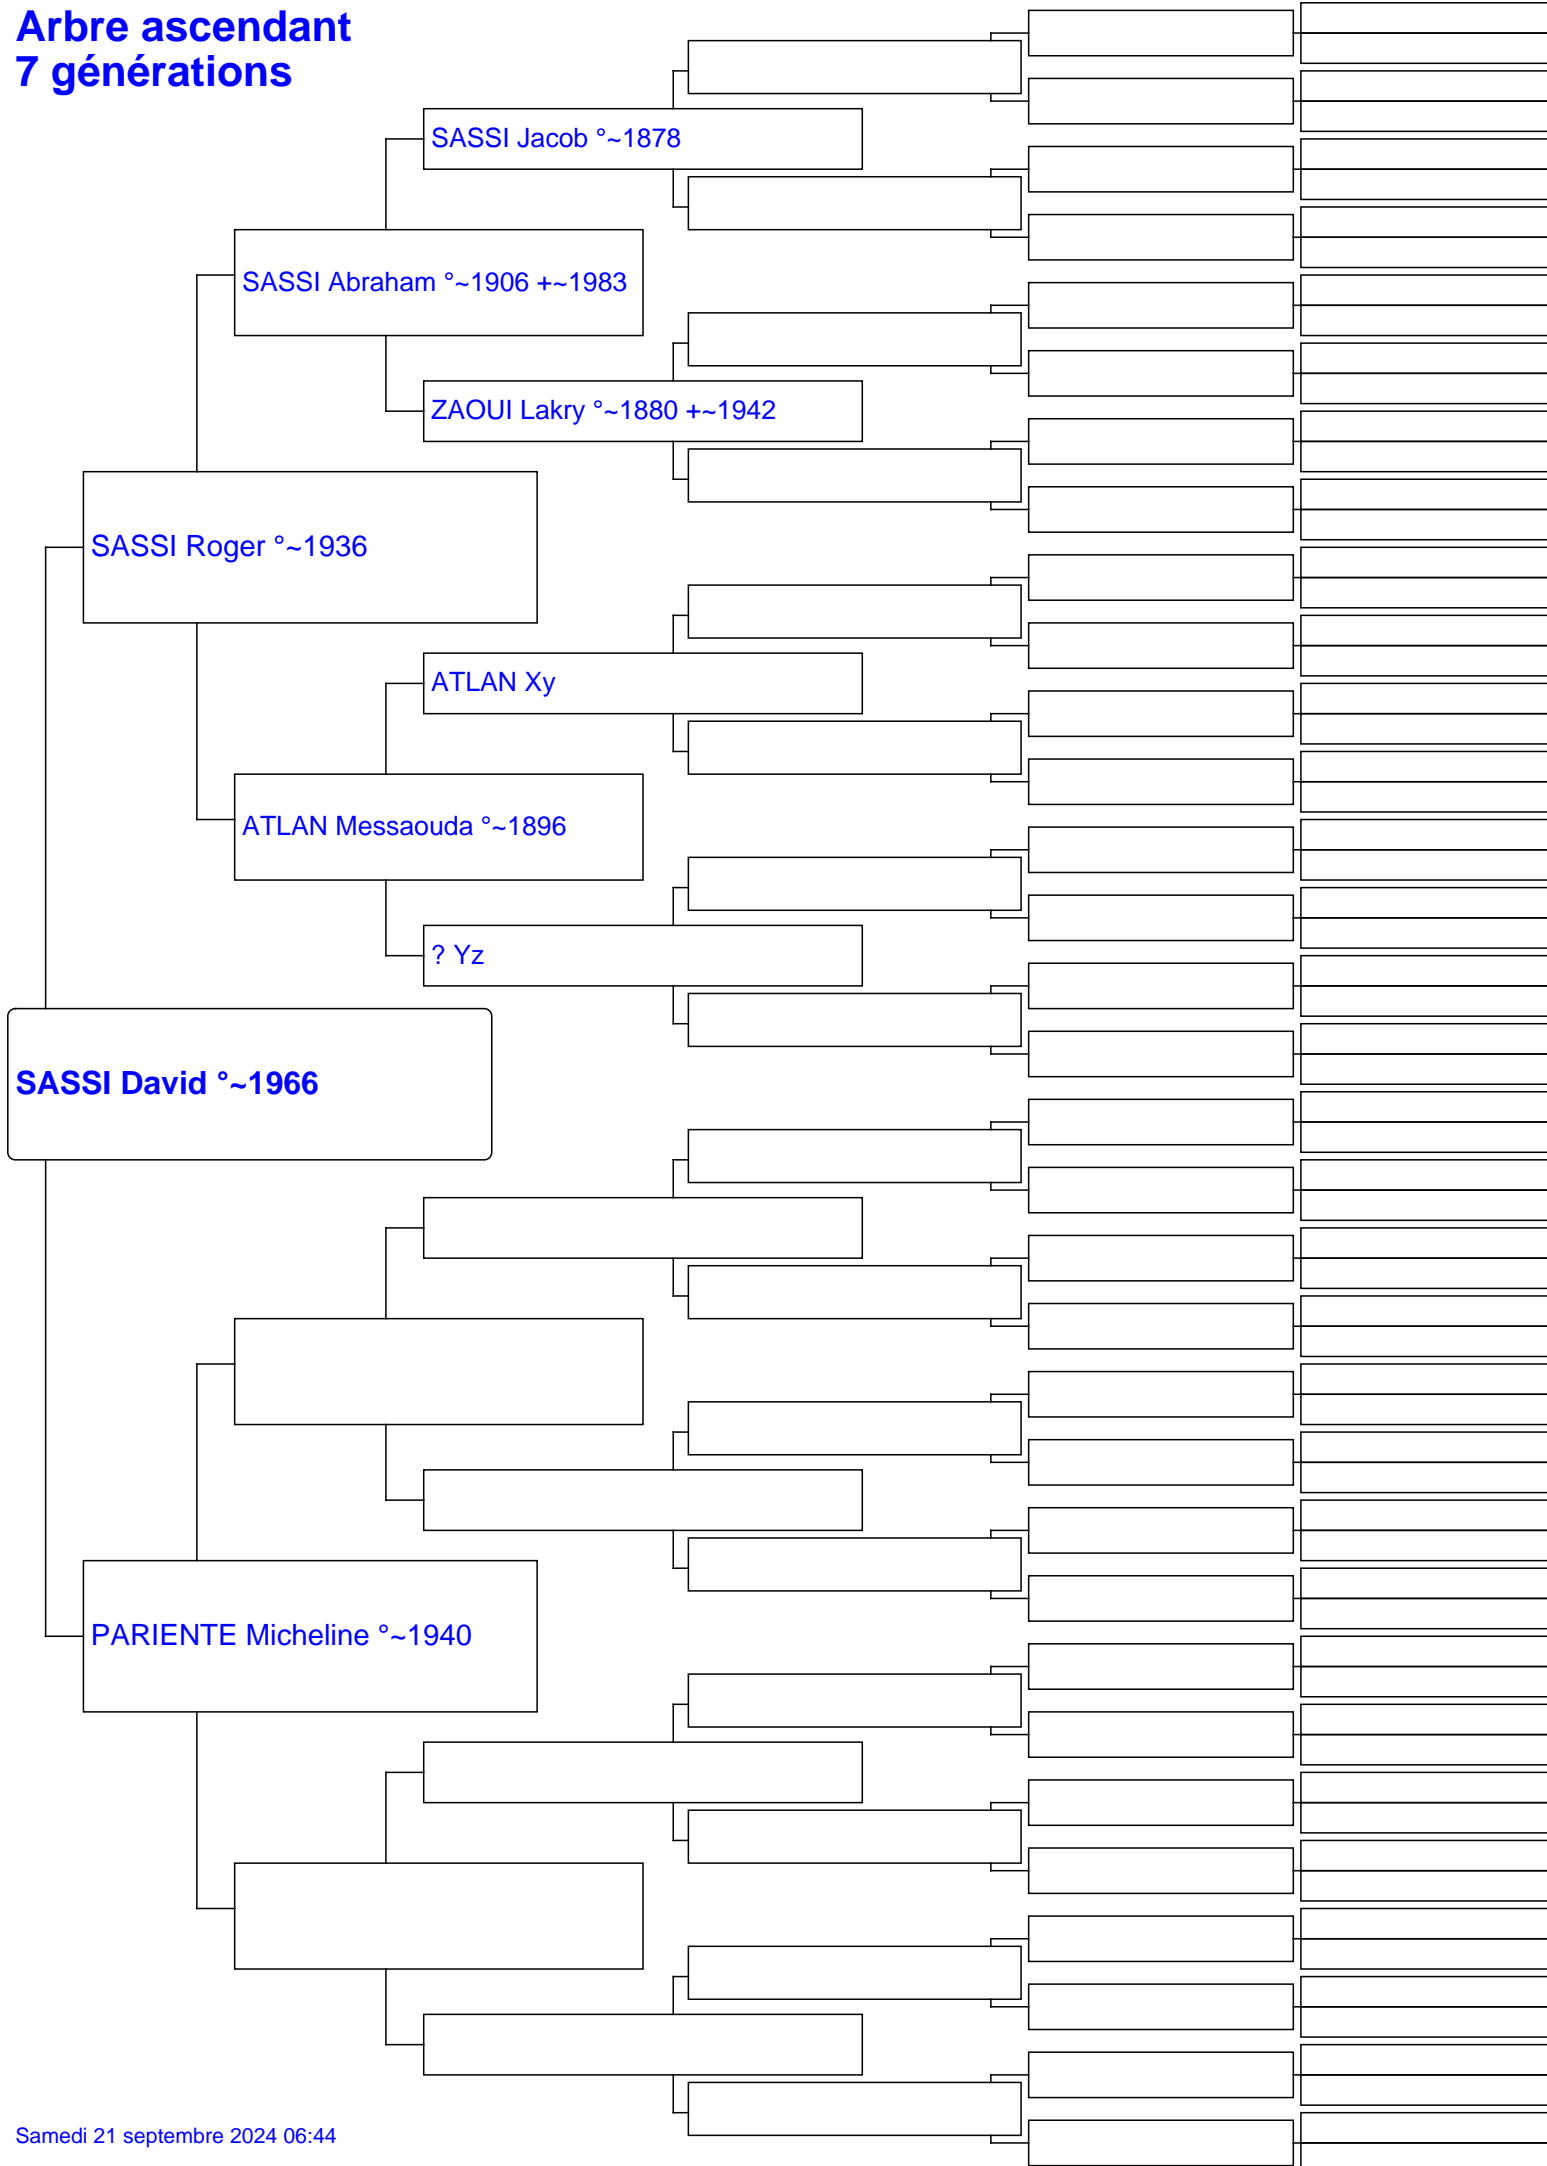 Arbre ascendant
7 générations
SASSI Jacob °~1878
SASSI Abraham °~1906 +~1983
ZAOUI Lakry °~1880 +~1942
SASSI Roger °~1936
ATLAN Xy
ATLAN Messaouda °~1896
? Yz
SASSI David °~1966
PARIENTE Micheline °~1940
Samedi 21 septembre 2024 06:44